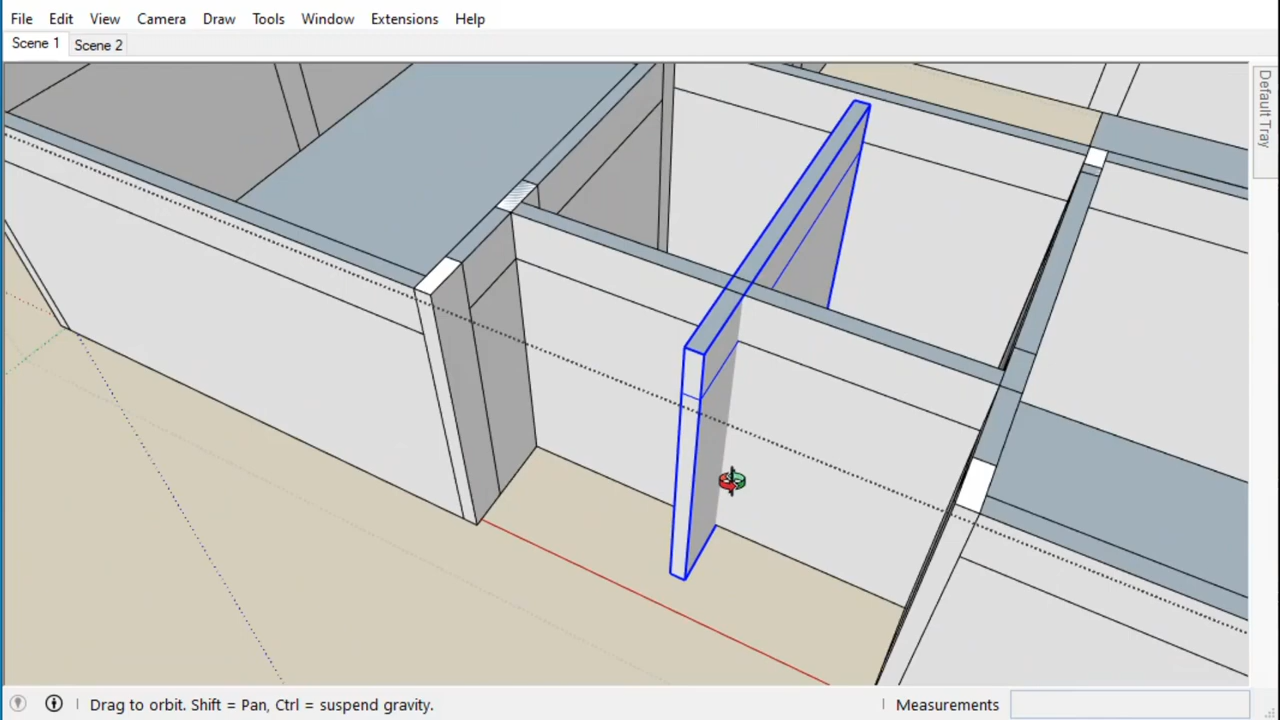 File Edit View Camera Draw Tools Window Extensions Help
Scene 1 Scene 2
Default Tray
Drag to orbit. Shift = Pan, Ctrl = suspend gravity.
Measurements